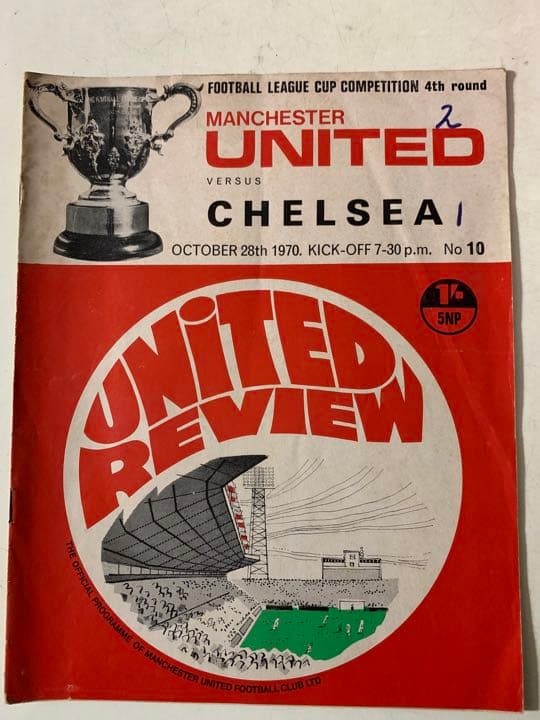 FOOTBALL LEAGUE CUP COMPETITION 4th round
MANCHESTER
2
UNITED
VERSUS
CHELSEA 1
OCTOBER 28th 1970. KICK-OFF 7-30 p.m. No 10
1/-
5NP
UNiTED
REVIEW
THE OFFICIAL PROGRAMME OF MANCHESTER UNITED FOOTBALL CLUB LTD